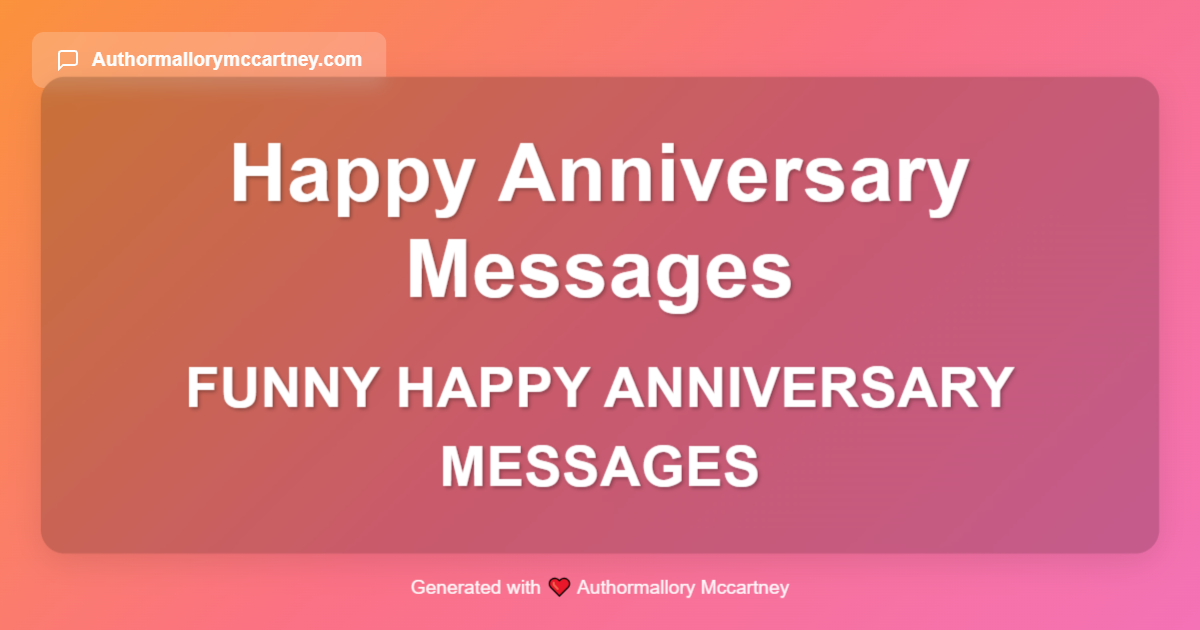 Authormallorymccartney.com
Happy Anniversary
Messages
FUNNY HAPPY ANNIVERSARY
MESSAGES
Generated with ❤️ Authormallory Mccartney